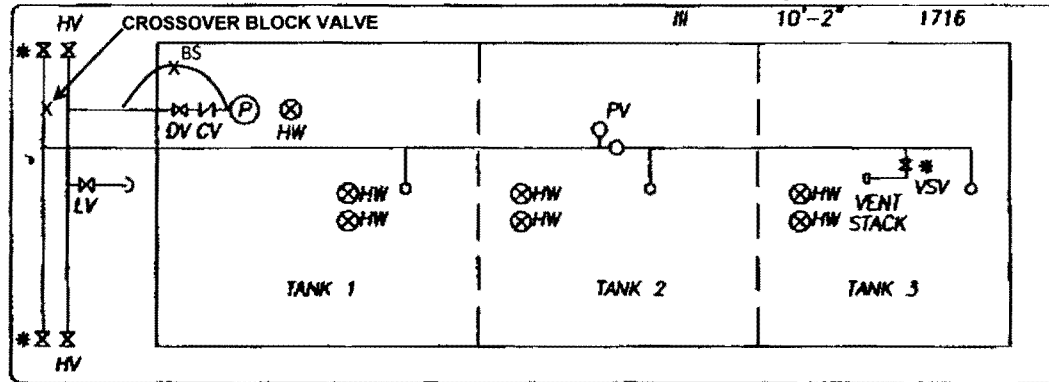 HV CROSSOVER BLOCK VALVE III 10'-2" 1716
* BS
DV CV P HW PV
LV HW HW HW * VSV
HW HW HW VENT STACK
TANK 1 TANK 2 TANK 3
*
HV